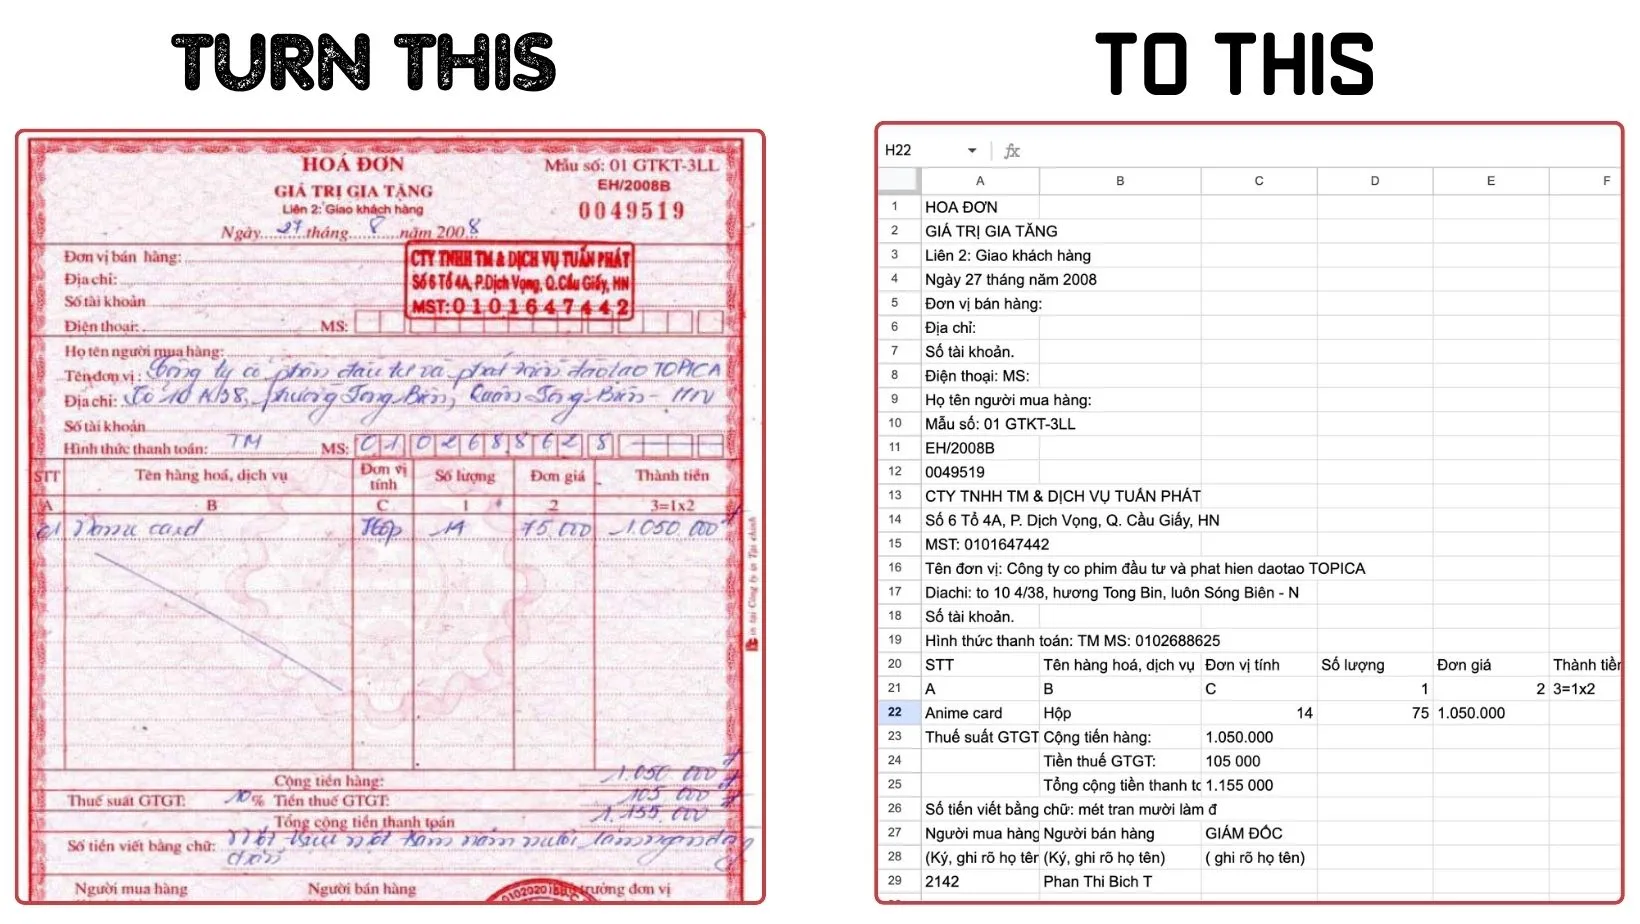 TURN THIS
TO THIS
HOÁ ĐƠN
GIÁ TRỊ GIA TĂNG
Liên 2: Giao khách hàng
Mẫu số: 01 GTKT-3LL
EH/2008B
0049519
Ngày 27 tháng 8 năm 2008
Đơn vị bán hàng:
CTY TNHH TM & DỊCH VỤ TUẤN PHÁT
Địa chỉ:
Số 6 Tổ 4A, P.Dịch Vọng, Q.Cầu Giấy, HN
Số tài khoản
MST: 0101647442
Điện thoại: MS:
Họ tên người mua hàng:
Tên đơn vị: Công ty cổ phần đầu tư và phát triển đào tạo TOPICA
Địa chỉ: Tổ 10 phường Long Biên, Quận Long Biên - HN
Số tài khoản
Hình thức thanh toán: TM MS: 0102688625
STT Tên hàng hoá, dịch vụ Đơn vị tính Số lượng Đơn giá Thành tiền
A B C 1 2 3=1x2
01 Name card Hộp 14 75.000 1.050.000đ
Cộng tiền hàng: 1.050.000đ
Thuế suất GTGT: 10% Tiền thuế GTGT: 105 000đ
Tổng cộng tiền thanh toán 1.155.000đ
Số tiền viết bằng chữ: Một triệu một trăm năm mươi lăm ngàn đồng
chẵn
Người mua hàng Người bán hàng trưởng đơn vị
H22 fx
A B C D E F
1 HOA ĐƠN
2 GIÁ TRỊ GIA TĂNG
3 Liên 2: Giao khách hàng
4 Ngày 27 tháng năm 2008
5 Đơn vị bán hàng:
6 Địa chỉ:
7 Số tài khoản.
8 Điện thoại: MS:
9 Họ tên người mua hàng:
10 Mẫu số: 01 GTKT-3LL
11 EH/2008B
12 0049519
13 CTY TNHH TM & DỊCH VỤ TUẤN PHÁT
14 Số 6 Tổ 4A, P. Dịch Vọng, Q. Cầu Giấy, HN
15 MST: 0101647442
16 Tên đơn vị: Công ty co phim đầu tư và phat hien daotao TOPICA
17 Diachi: to 10 4/38, hương Tong Bin, luôn Sóng Biên - N
18 Số tài khoản.
19 Hình thức thanh toán: TM MS: 0102688625
20 STT Tên hàng hoá, dịch vụ Đơn vị tính Số lượng Đơn giá Thành tiền
21 A B C 1 2 3=1x2
22 Anime card Hộp 14 75 1.050.000
23 Thuế suất GTGT Cộng tiền hàng: 1.050.000
24 Tiền thuế GTGT: 105 000
25 Tổng cộng tiền thanh to 1.155 000
26 Số tiền viết bằng chữ: mét tran mười làm đ
27 Người mua hàng Người bán hàng GIÁM ĐỐC
28 (Ký, ghi rõ họ tên (Ký, ghi rõ họ tên) ( ghi rõ họ tên)
29 2142 Phan Thi Bich T